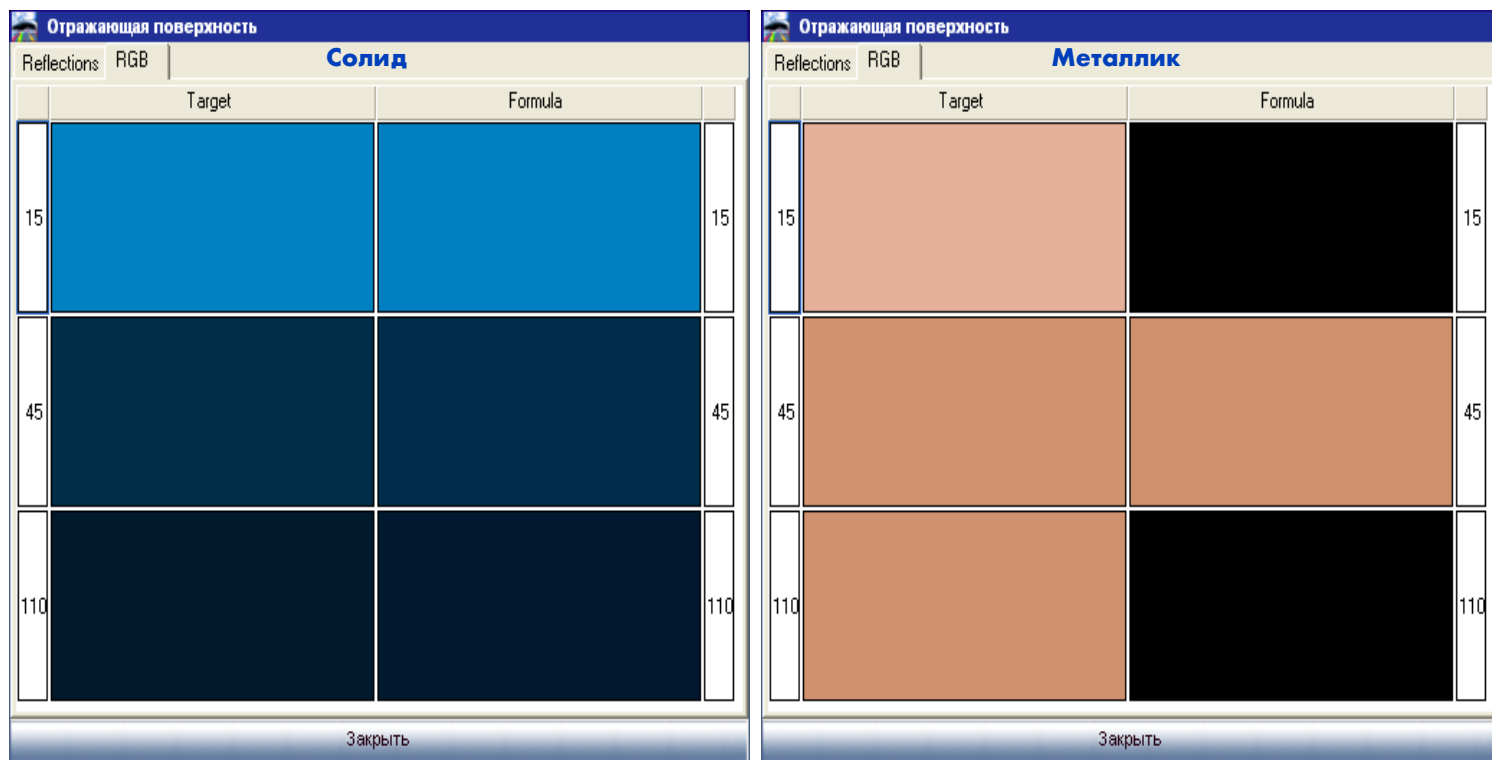 Отражающая поверхность
Reflections RGB Солид
Target Formula
15 15
45 45
110 110
Закрыть
Отражающая поверхность
Reflections RGB Металлик
Target Formula
15 15
45 45
110 110
Закрыть